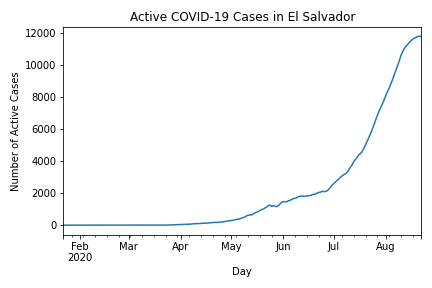 Active COVID-19 Cases in El Salvador
12000
10000
8000
6000
4000
2000
0
Number of Active Cases
Feb Mar Apr May Jun Jul Aug
2020
Day